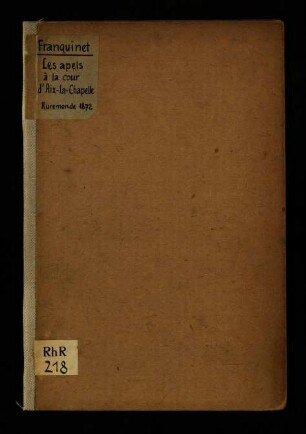 Franquinet
Les apels
à la cour
d'Aix-la-Chapelle
Ruremonde 1872
RhR
218